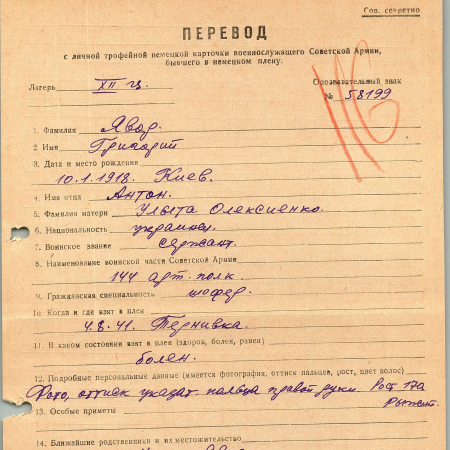 Сов. секретно
ПЕРЕВОД
с личной трофейной немецкой карточки военнослужащего Советской Армии,
бывшего в немецком плену.
Лагерь XII
Опознавательный знак
№ 58199
1. Фамилия Явор.
2 Имя Григорий
3. Дата и место рождения
10.1.1918. Киев.
4. Имя отца Антон.
5. Фамилия матери Улыта Олексиенко.
6. Национальность украинец.
7. Воинское звание сержант.
8. Наименование воинской части Советской Армии
144 арт. полк.
9. Гражданская специальность шофер.
10. Когда и где взят в плен
4.8.41. Тернивка.
11. В каком состоянии взят в плен (здоров, болен, ранен)
болен.
12. Подробные персональные данные (имеется фотография, оттиск пальцев, рост, цвет волос)
Фото, оттиск указат. пальца правой руки. Рост 17a
рыжий.
13. Особые приметы
14. Ближайшие родственники и их местожительство